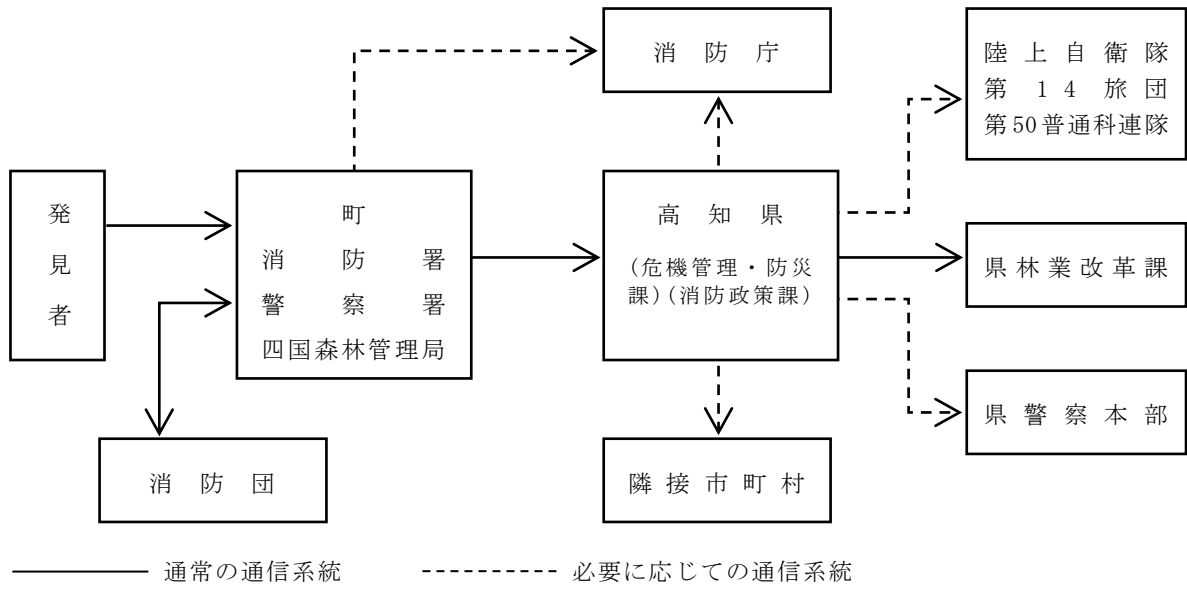 消防庁
陸上自衛隊
第14旅団
第50普通科連隊
発見者
町
消防署
警察署
四国森林管理局
高知県
(危機管理・防災
課)(消防政策課)
県林業改革課
県警察本部
消防団
隣接市町村
通常の通信系統
必要に応じての通信系統